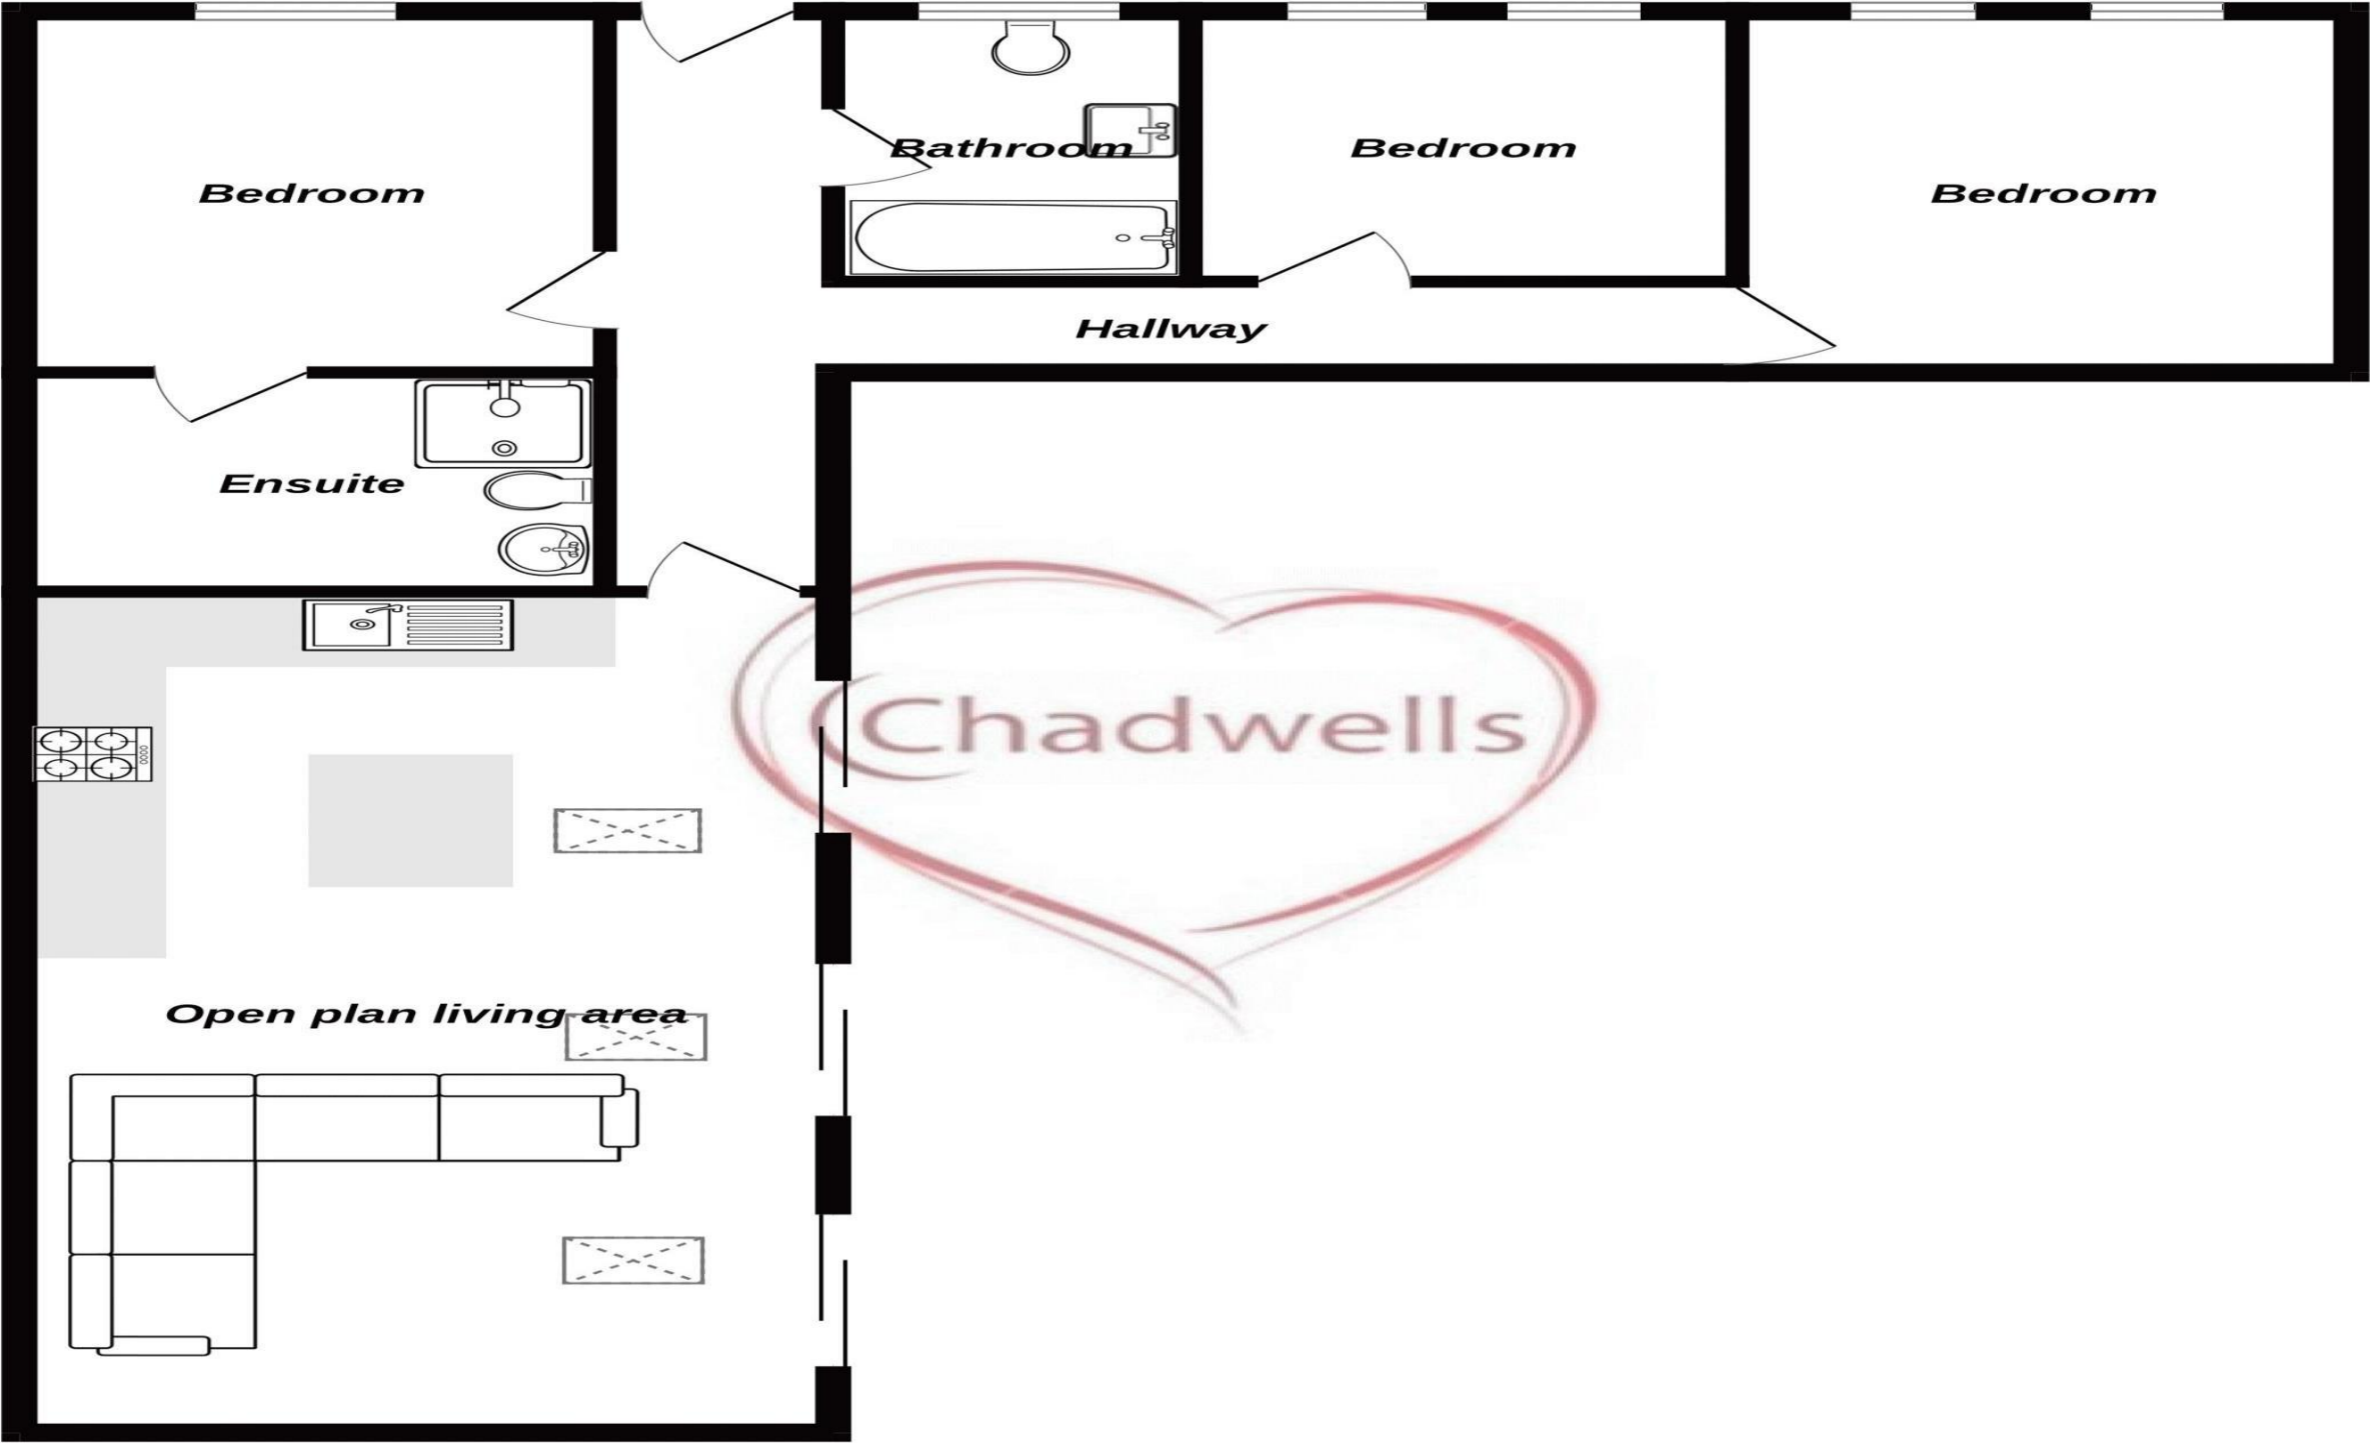 Bathroom
Bedroom
Bedroom
Bedroom
Hallway
Ensuite
Chadwells
Open plan living area